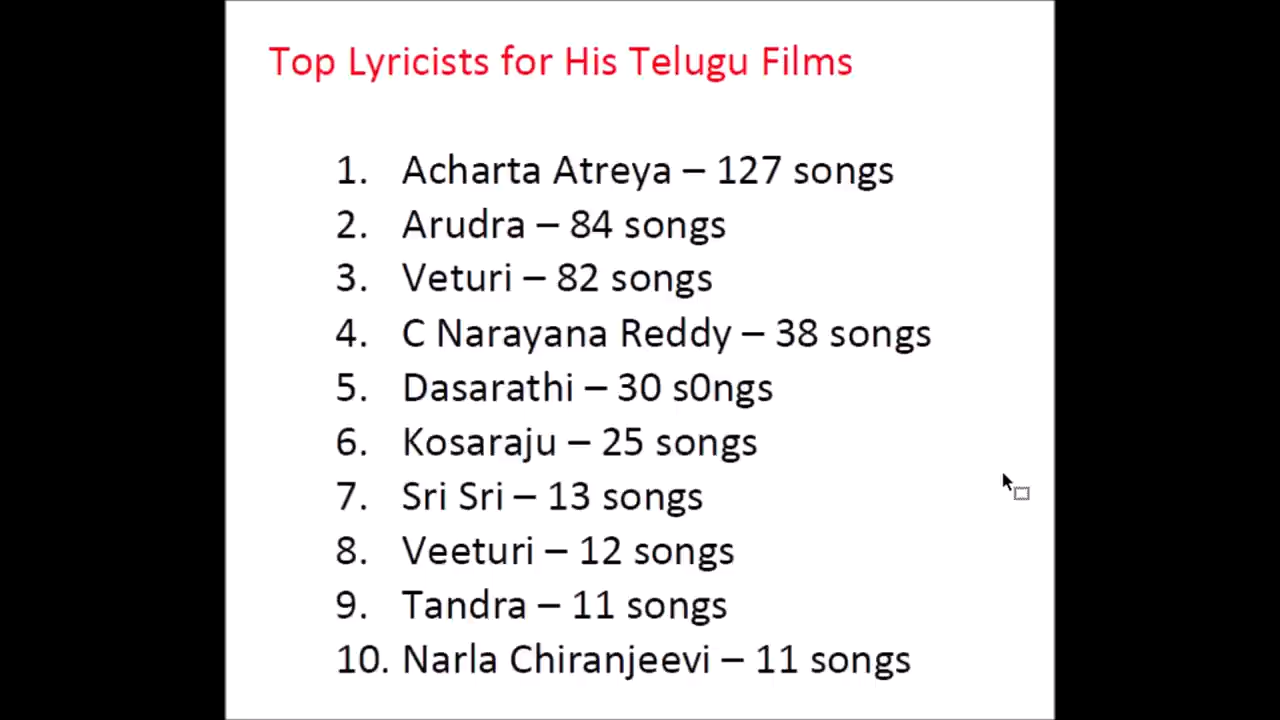 Top Lyricists for His Telugu Films
1. Acharta Atreya – 127 songs
2. Arudra – 84 songs
3. Veturi – 82 songs
4. C Narayana Reddy – 38 songs
5. Dasarathi – 30 s0ngs
6. Kosaraju – 25 songs
7. Sri Sri – 13 songs
8. Veeturi – 12 songs
9. Tandra – 11 songs
10. Narla Chiranjeevi – 11 songs